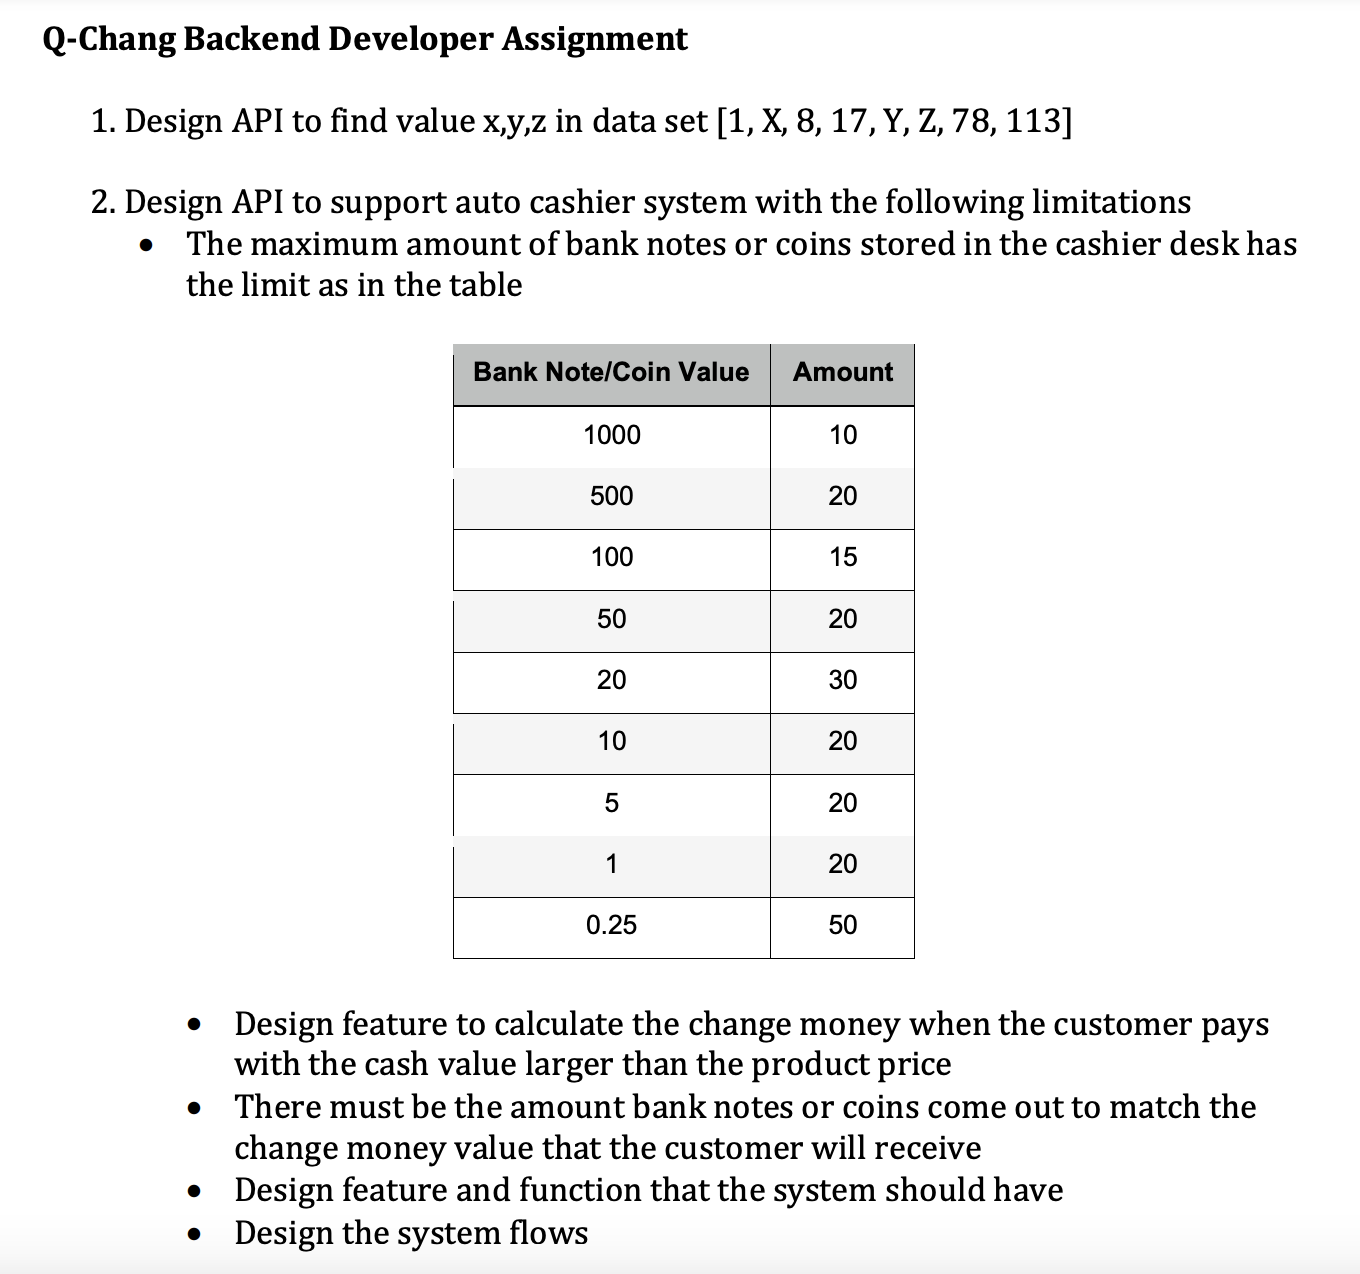 Q-Chang Backend Developer Assignment
1. Design API to find value x,y,z in data set [1, X, 8, 17, Y, Z, 78, 113]
2. Design API to support auto cashier system with the following limitations
• The maximum amount of bank notes or coins stored in the cashier desk has
the limit as in the table
Bank Note/Coin Value Amount
1000 10
500 20
100 15
50 20
20 30
10 20
5 20
1 20
0.25 50
• Design feature to calculate the change money when the customer pays
with the cash value larger than the product price
• There must be the amount bank notes or coins come out to match the
change money value that the customer will receive
• Design feature and function that the system should have
• Design the system flows